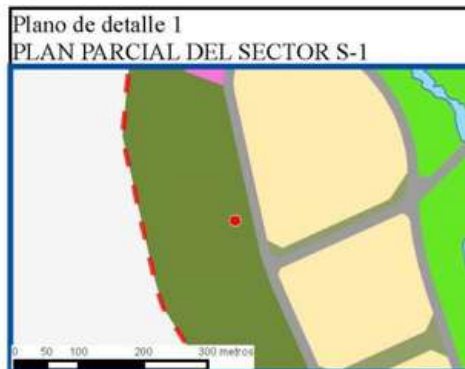 Plano de detalle 1
PLAN PARCIAL DEL SECTOR S-1
0 50 100 200 300 metros